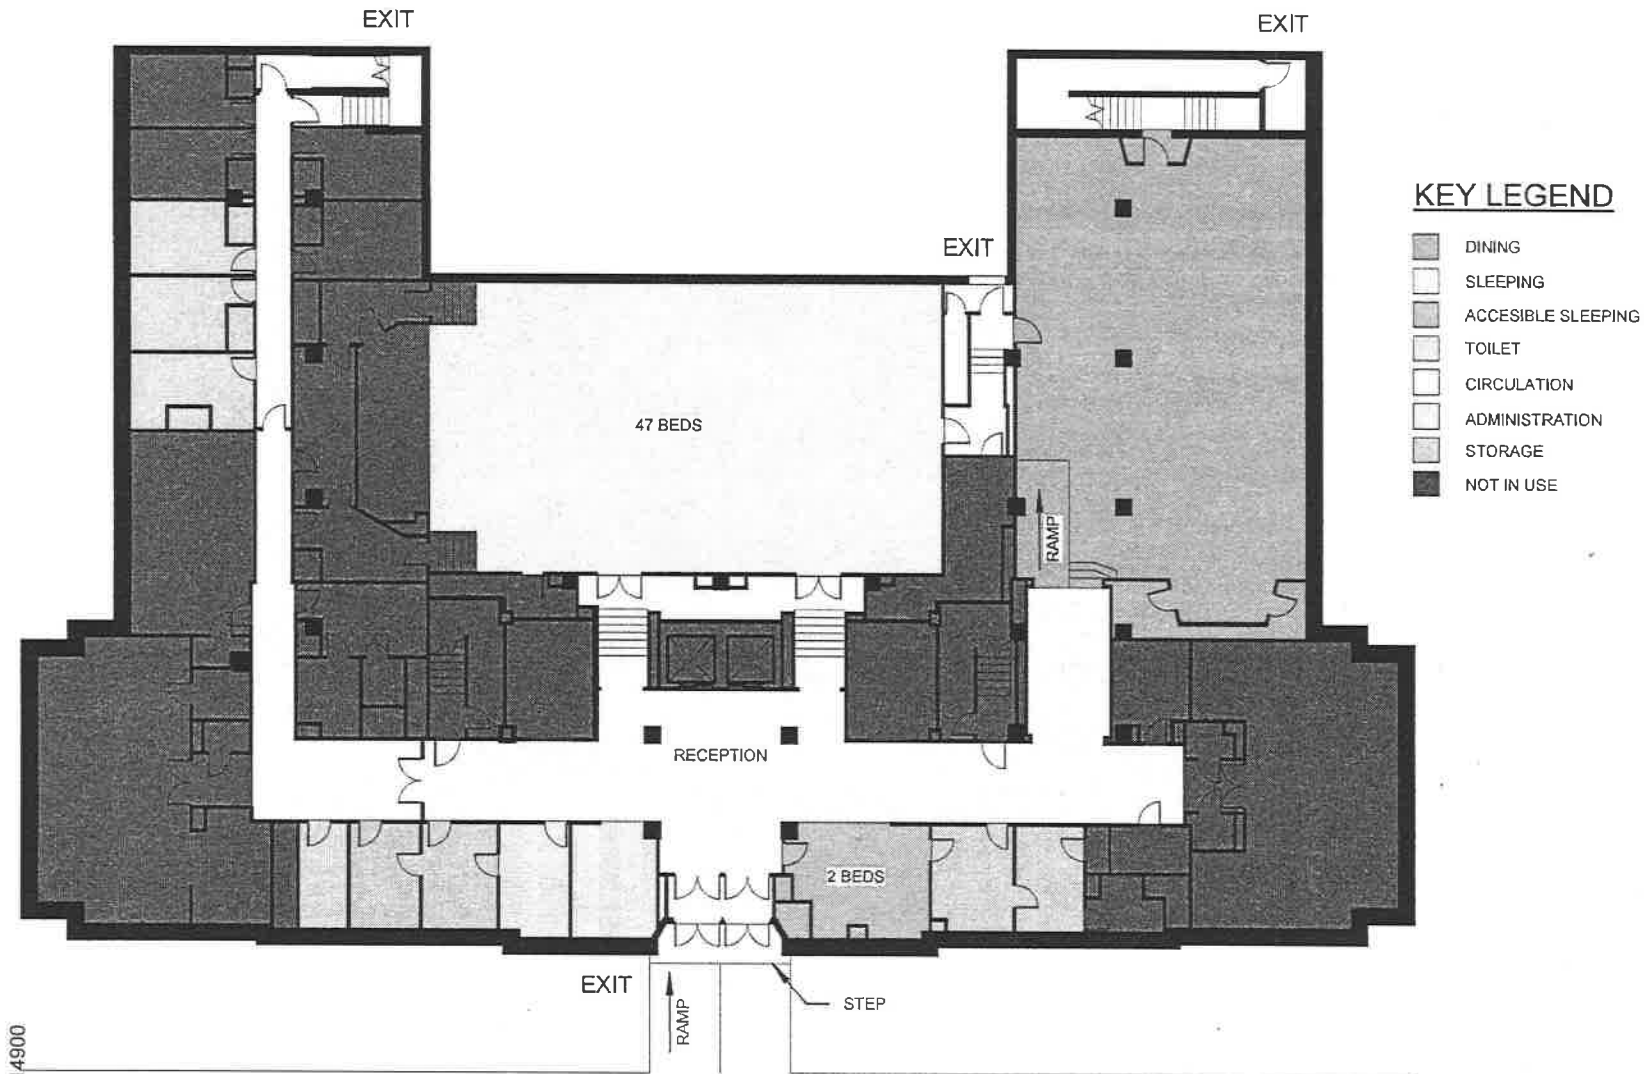 EXIT
EXIT
KEY LEGEND
EXIT
DINING
SLEEPING
ACCESIBLE SLEEPING
TOILET
CIRCULATION
ADMINISTRATION
STORAGE
NOT IN USE
47 BEDS
RAMP
RECEPTION
2 BEDS
EXIT
RAMP
STEP
4900